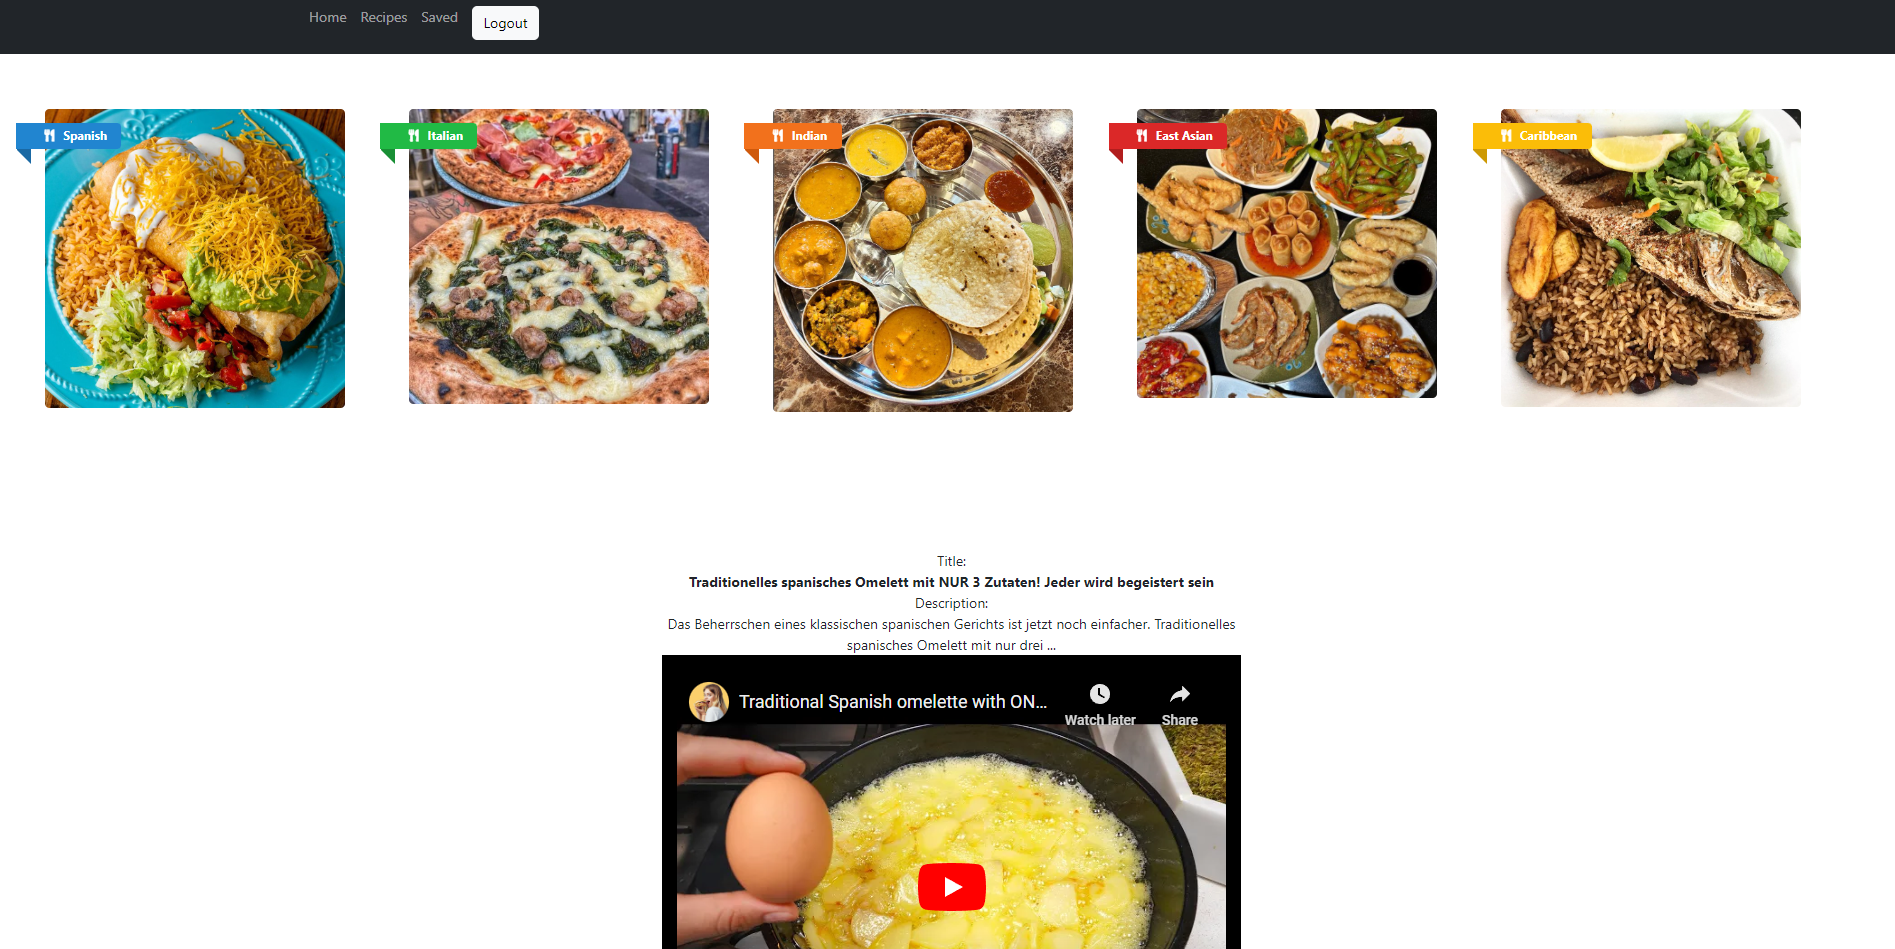 Home Recipes Saved Logout
Spanish Italian Indian East Asian Caribbean
Title:
Traditionelles spanisches Omelett mit NUR 3 Zutaten! Jeder wird begeistert sein
Description:
Das Beherrschen eines klassischen spanischen Gerichts ist jetzt noch einfacher. Traditionelles
spanisches Omelett mit nur drei ...
Traditional Spanish omelette with ON...
Watch later Share